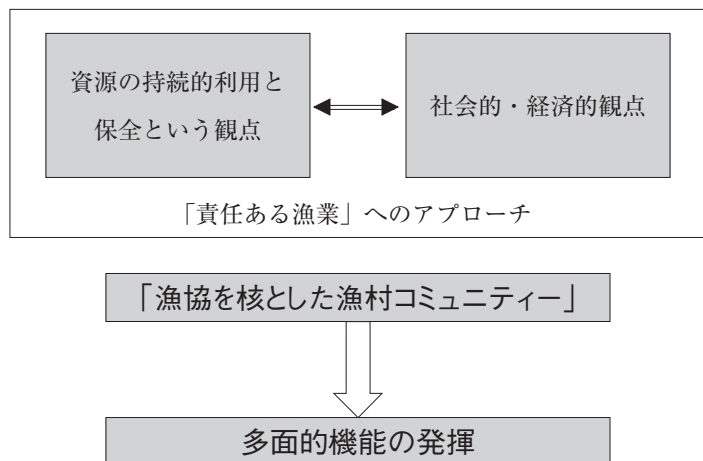 資源の持続的利用と
保全という観点
社会的・経済的観点
「責任ある漁業」へのアプローチ
「漁協を核とした漁村コミュニティー」
多面的機能の発揮